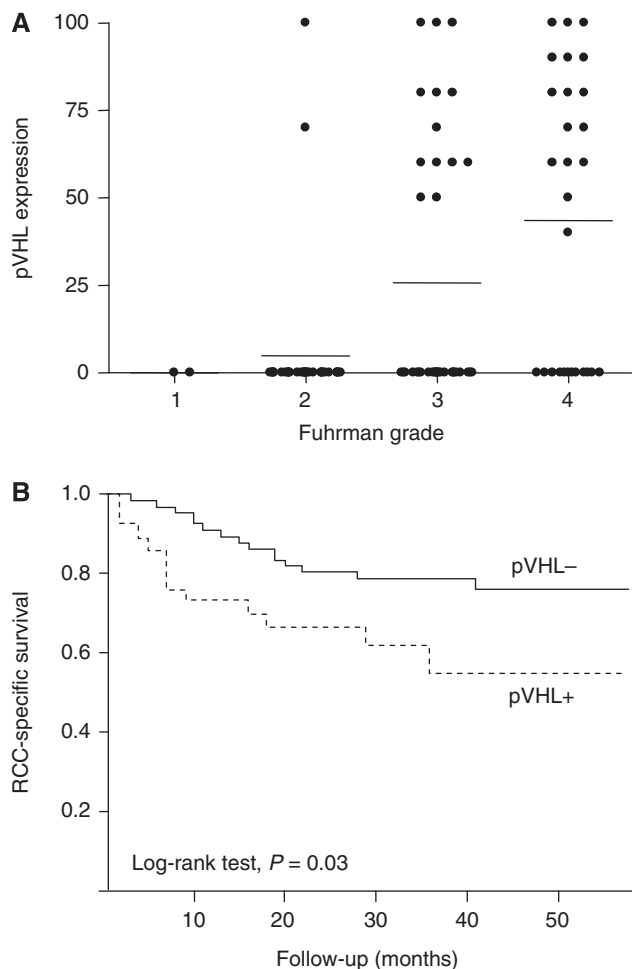 A
100
75
50
25
0
pVHL expression
1 2 3 4
Fuhrman grade
B
1.0
0.8
0.6
0.4
0.2
RCC-specific survival
pVHL–
pVHL+
Log-rank test, P = 0.03
10 20 30 40 50
Follow-up (months)